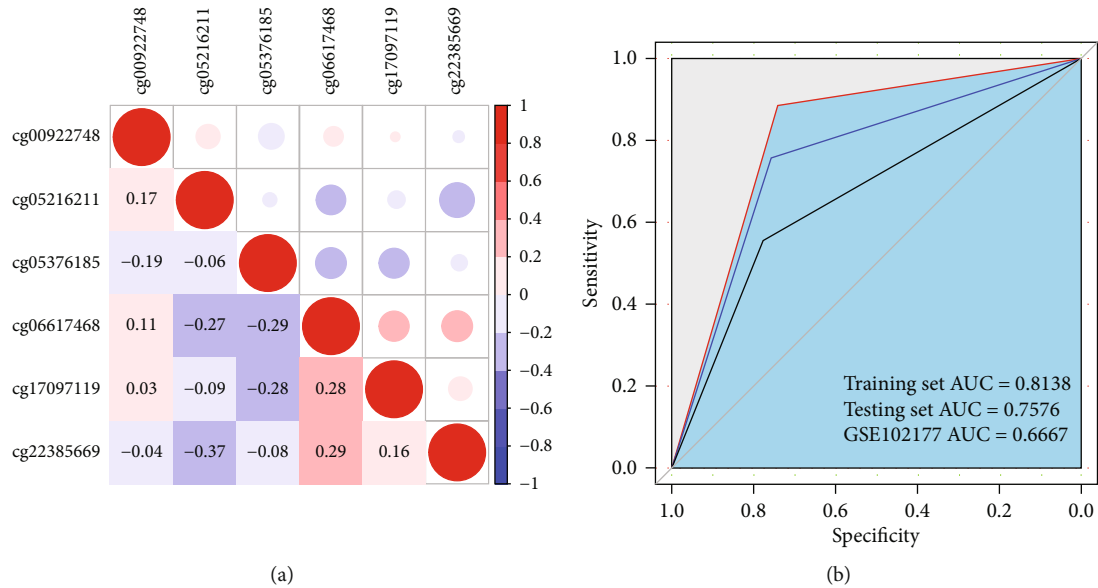 cg00922748
cg05216211
cg05376185
cg06617468
cg17097119
cg22385669
cg00922748
cg05216211
0.17
cg05376185
−0.19 −0.06
cg06617468
0.11 −0.27 −0.29
cg17097119
0.03 −0.09 −0.28 0.28
cg22385669
−0.04 −0.37 −0.08 0.29 0.16
1
0.8
0.6
0.4
0.2
0
−0.2
−0.4
−0.6
−0.8
−1
(a)
Sensitivity
1.0
0.8
0.6
0.4
0.2
0.0
Training set AUC = 0.8138
Testing set AUC = 0.7576
GSE102177 AUC = 0.6667
1.0 0.8 0.6 0.4 0.2 0.0
Specificity
(b)